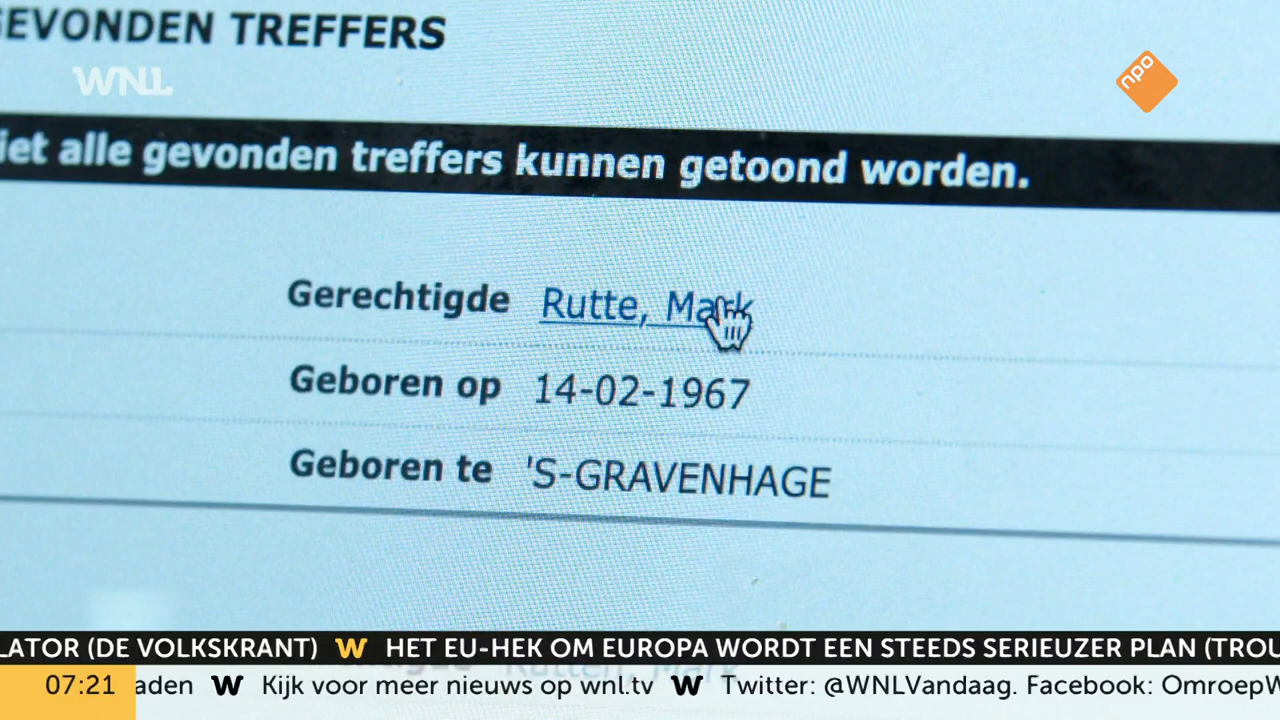 GEVONDEN TREFFERS
WNL
npo
iet alle gevonden treffers kunnen getoond worden.
Gerechtigde Rutte, Mark
Geboren op 14-02-1967
Geboren te 'S-GRAVENHAGE
LATOR (DE VOLKSKRANT) W HET EU-HEK OM EUROPA WORDT EEN STEEDS SERIEUZER PLAN (TROU
07:21 aden W Kijk voor meer nieuws op wnl.tv W Twitter: @WNLVandaag. Facebook: OmroepW